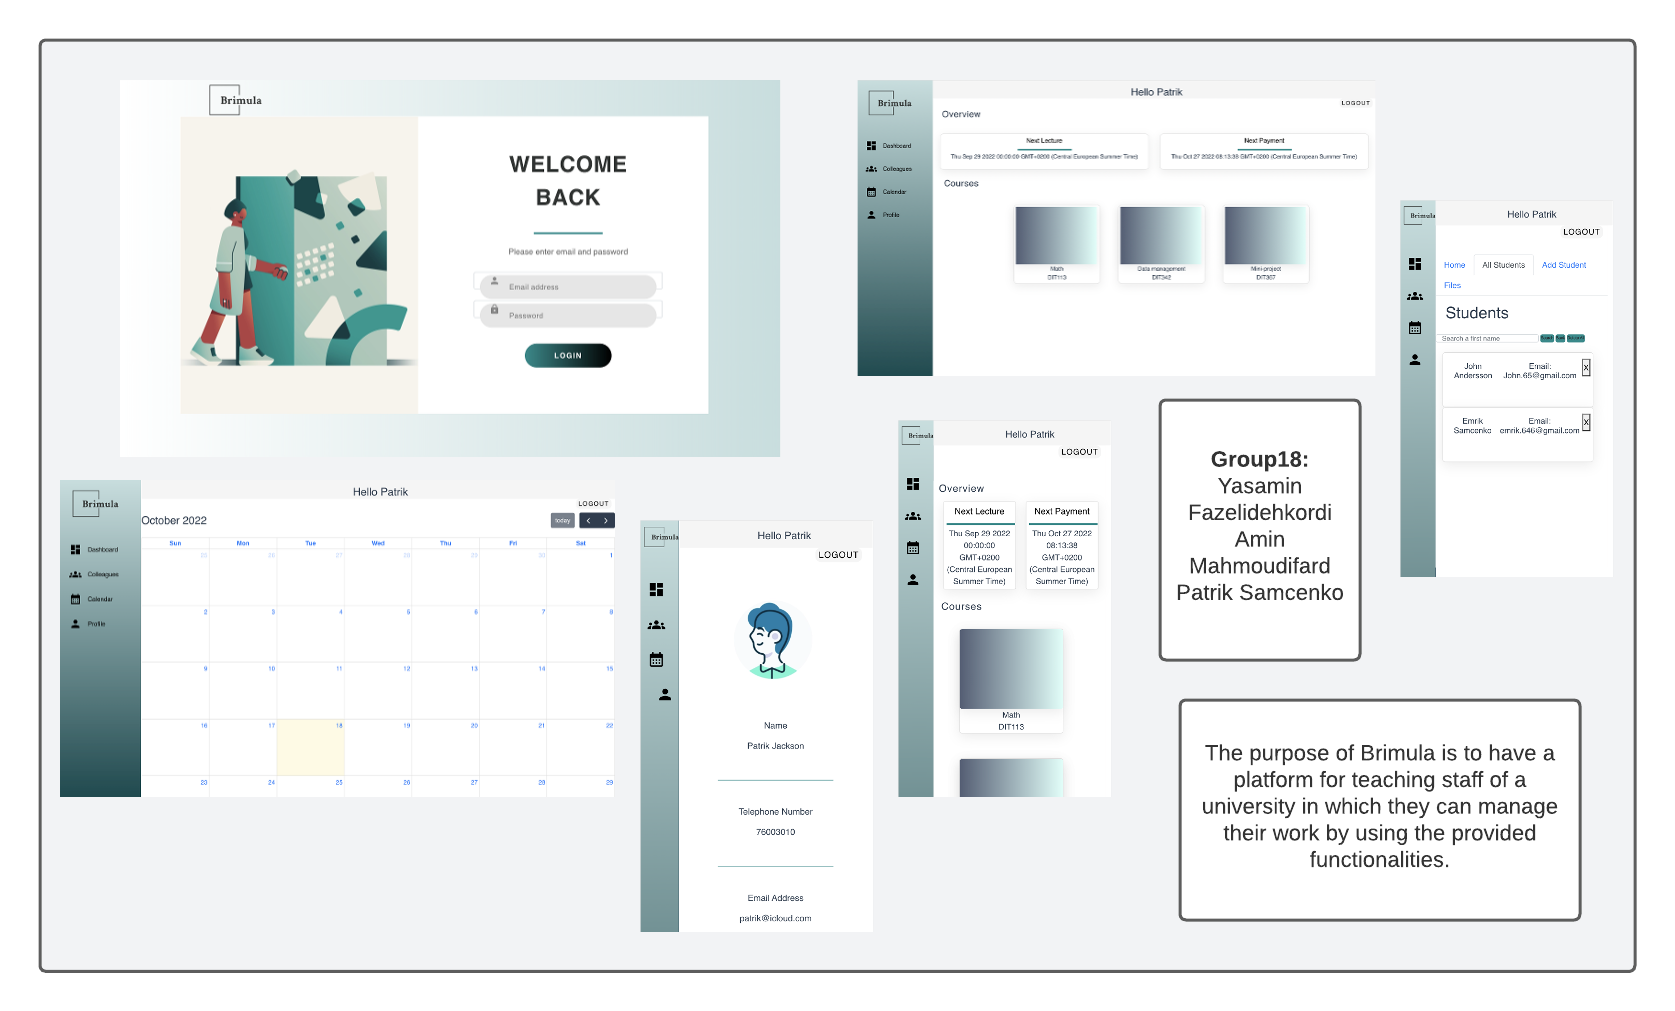 Brimula
WELCOME
BACK
Please enter email and password
Email address
Password
LOGIN
Brimula
Hello Patrik
LOGOUT
Dashboard
Colleagues
Calendar
Profile
Overview
Next Lecture
Thu Sep 29 2022 00:00:00 GMT+0200 (Central European Summer Time)
Next Payment
Thu Oct 27 2022 08:13:38 GMT+0200 (Central European Summer Time)
Courses
Math
DIT113
Data management
DIT342
Mini-project
DIT367
Brimula
Hello Patrik
LOGOUT
Home
All Students
Add Student
Files
Students
Search a first name
John
Andersson
Email:
John.65@gmail.com
X
Emrik
Samcenko
Email:
emrik.646@gmail.com
X
Brimula
Hello Patrik
LOGOUT
Dashboard
Colleagues
Calendar
Profile
October 2022
today
Sun Mon Tue Wed Thu Fri Sat
25 26 27 28 29 30 1
2 3 4 5 6 7 8
9 10 11 12 13 14 15
16 17 18 19 20 21 22
23 24 25 26 27 28 29
Brimula
Hello Patrik
LOGOUT
Name
Patrik Jackson
Telephone Number
76003010
Email Address
patrik@icloud.com
Brimula
Hello Patrik
LOGOUT
Overview
Next Lecture
Thu Sep 29 2022
00:00:00
GMT+0200
(Central European
Summer Time)
Next Payment
Thu Oct 27 2022
08:13:38
GMT+0200
(Central European
Summer Time)
Courses
Math
DIT113
Group18:
Yasamin
Fazelidehkordi
Amin
Mahmoudifard
Patrik Samcenko
The purpose of Brimula is to have a
platform for teaching staff of a
university in which they can manage
their work by using the provided
functionalities.